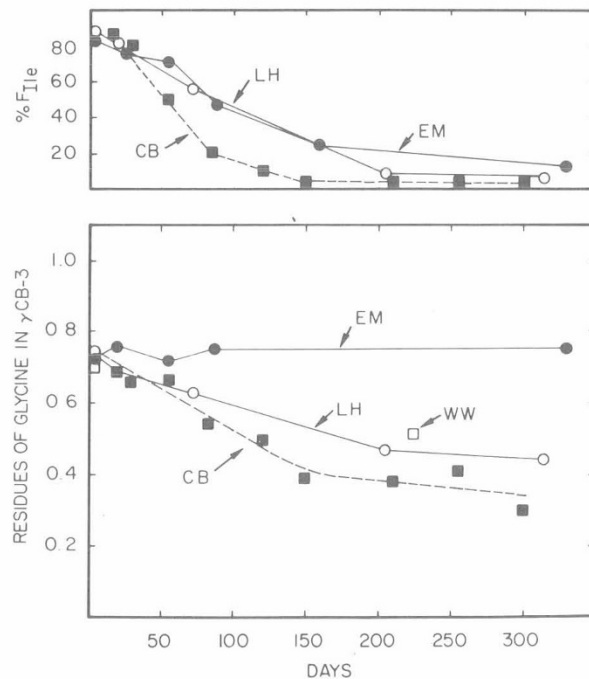 % F Ile
80
60
40
20
LH
EM
CB
RESIDUES OF GLYCINE IN γCB-3
1.0
0 8
0.6
0.4
0.2
EM
LH
WW
CB
50 100 150 200 250 300
DAYS